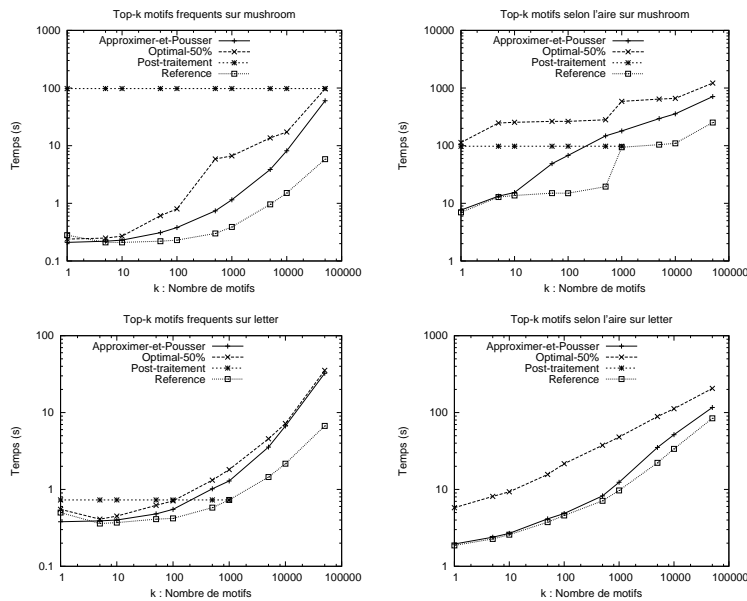 Top-k motifs frequents sur mushroom
Approximer-et-Pousser
Optimal-50%
Post-traitement
Reference
Temps (s)
1000
100
10
1
0.1
1 10 100 1000 10000 100000
k : Nombre de motifs
Top-k motifs selon l'aire sur mushroom
Approximer-et-Pousser
Optimal-50%
Post-traitement
Reference
Temps (s)
10000
1000
100
10
1
1 10 100 1000 10000 100000
k : Nombre de motifs
Top-k motifs frequents sur letter
Approximer-et-Pousser
Optimal-50%
Post-traitement
Reference
Temps (s)
100
10
1
0.1
1 10 100 1000 10000 100000
k : Nombre de motifs
Top-k motifs selon l'aire sur letter
Approximer-et-Pousser
Optimal-50%
Post-traitement
Reference
Temps (s)
1000
100
10
1
1 10 100 1000 10000 100000
k : Nombre de motifs